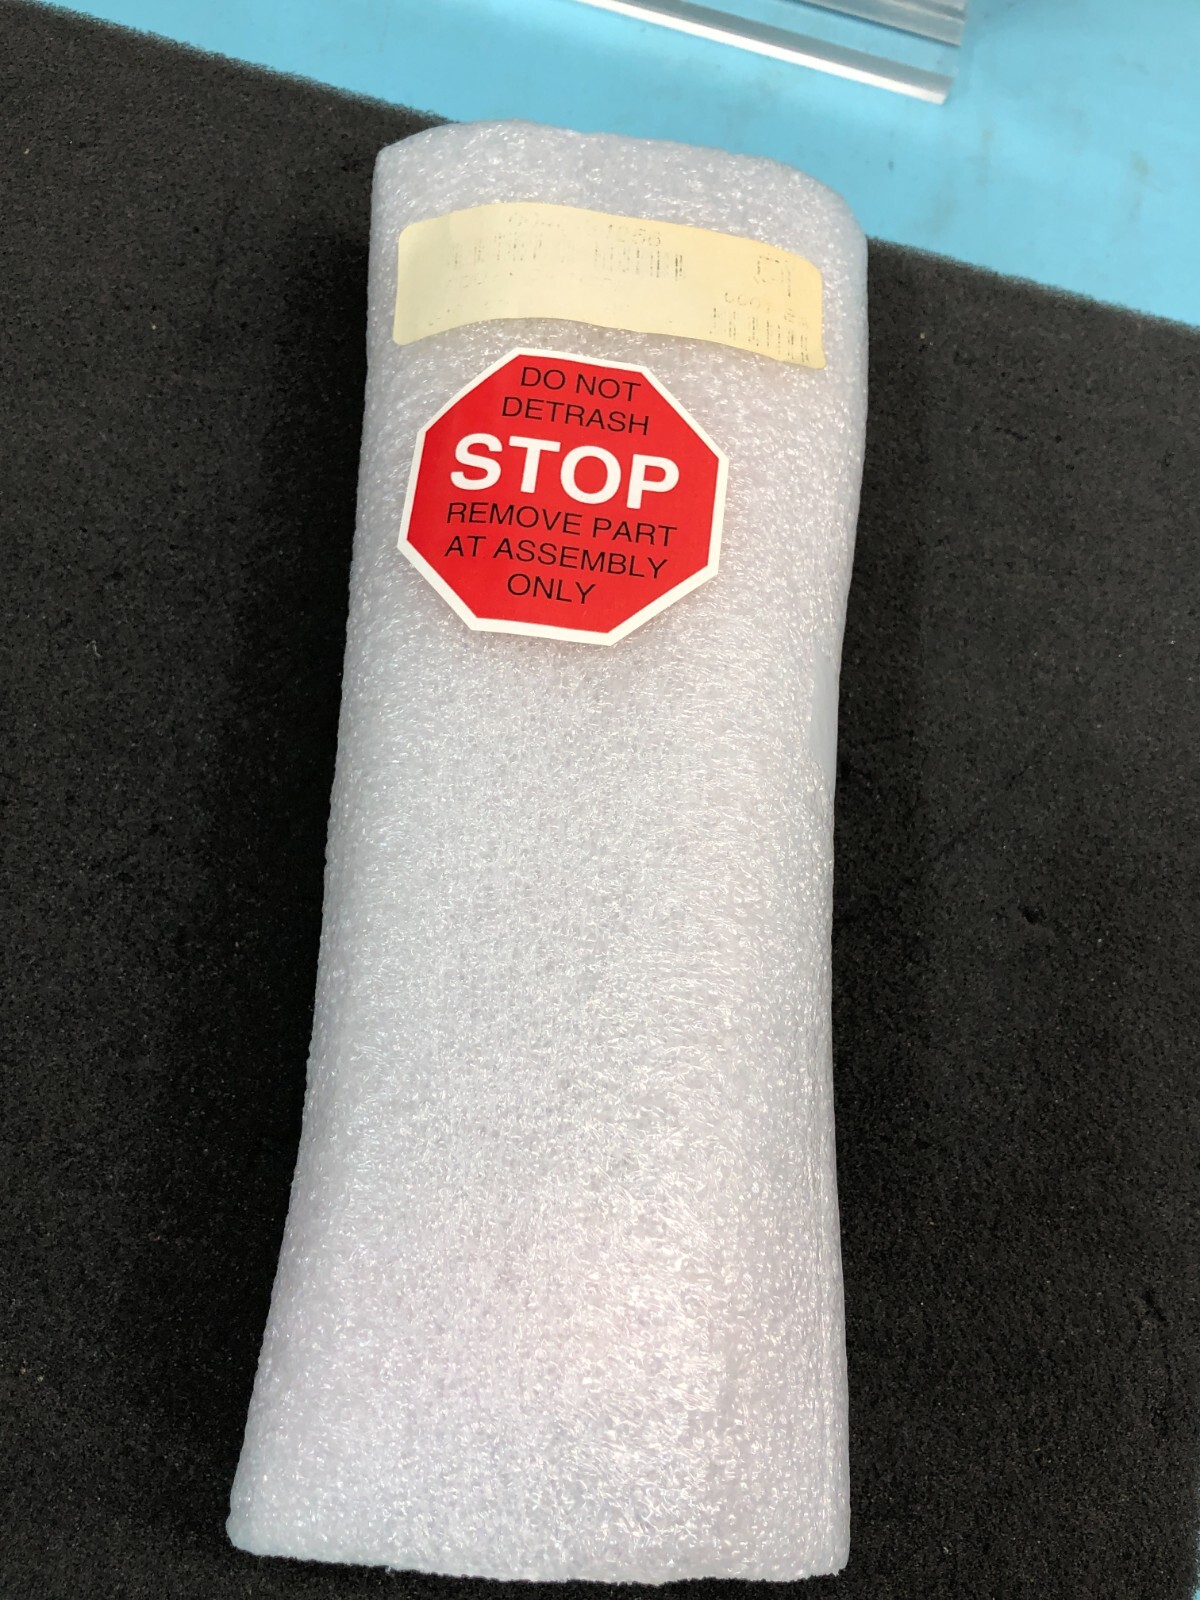 DO NOT
DETRASH
STOP
REMOVE PART
AT ASSEMBLY
ONLY